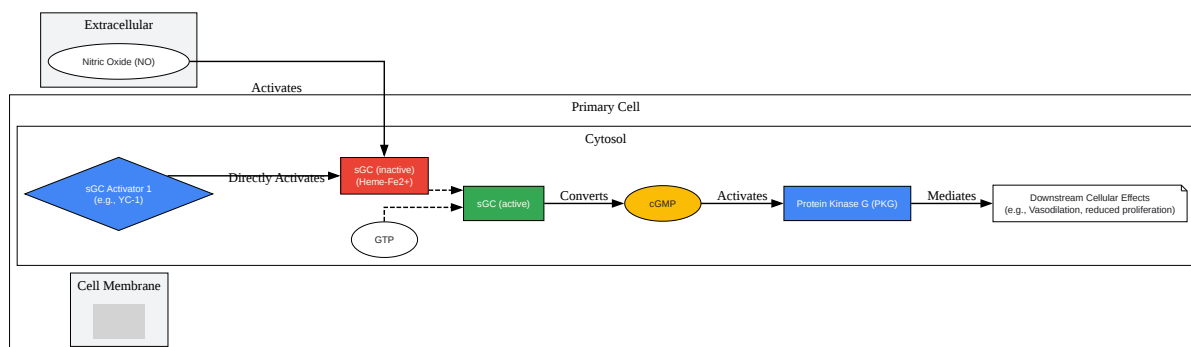 Extracellular
Nitric Oxide (NO)
Activates
Primary Cell
Cytosol
sGC Activator 1
(e.g., YC-1)
Directly Activates
sGC (inactive)
(Heme-Fe2+)
GTP
sGC (active)
Converts
cGMP
Activates
Protein Kinase G (PKG)
Mediates
Downstream Cellular Effects
(e.g., Vasodilation, reduced proliferation)
Cell Membrane